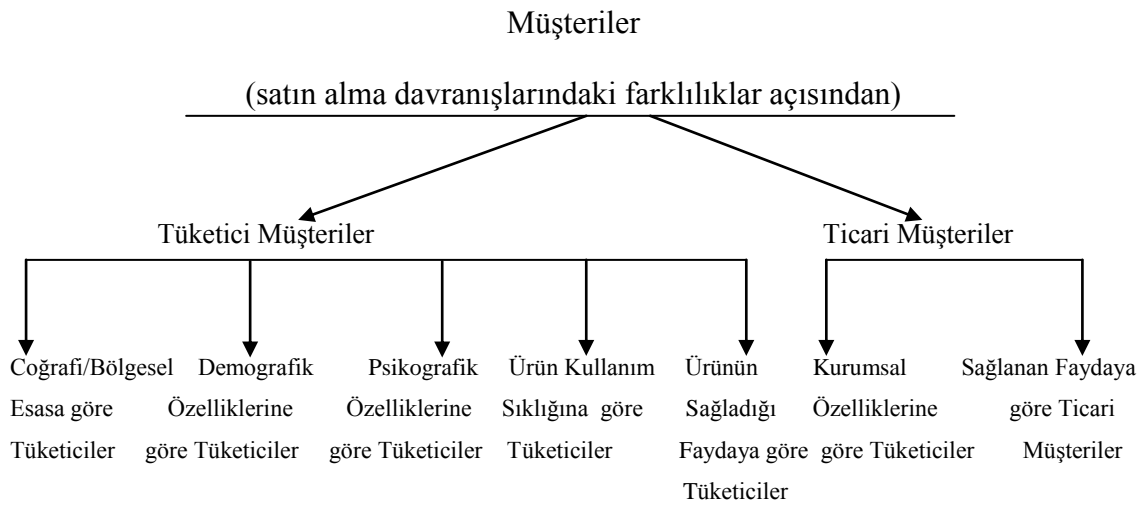 Müşteriler
(satın alma davranışlarındaki farklılıklar açısından)
Tüketici Müşteriler
Ticari Müşteriler
Coğrafi/Bölgesel
Esasa göre
Tüketiciler
Demografik
Özelliklerine
göre Tüketiciler
Psikografik
Özelliklerine
göre Tüketiciler
Ürün Kullanım
Sıklığına göre
Tüketiciler
Ürünün
Sağladığı
Faydaya göre
Tüketiciler
Kurumsal
Özelliklerine
göre Tüketiciler
Sağlanan Faydaya
göre Ticari
Müşteriler